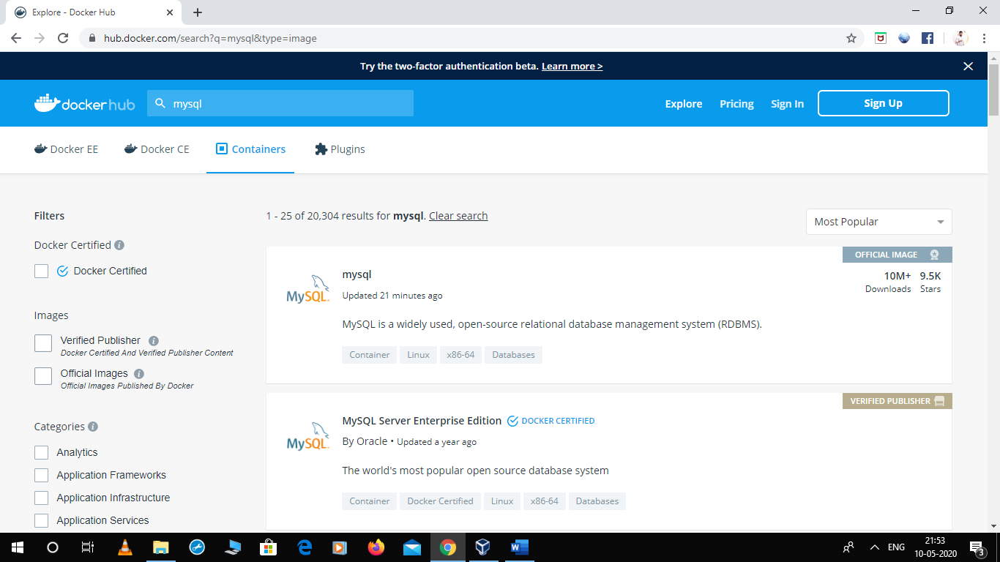 Explore - Docker Hub
hub.docker.com/search?q=mysql&type=image
Try the two-factor authentication beta. Learn more >
docker hub
mysql
Explore
Pricing
Sign In
Sign Up
Docker EE
Docker CE
Containers
Plugins
Filters
Docker Certified
Docker Certified
Images
Verified Publisher
Docker Certified And Verified Publisher Content
Official Images
Official Images Published By Docker
Categories
Analytics
Application Frameworks
Application Infrastructure
Application Services
1 - 25 of 20,304 results for mysql. Clear search
Most Popular
OFFICIAL IMAGE
MySQL
mysql
Updated 21 minutes ago
10M+ 9.5K
Downloads Stars
MySQL is a widely used, open-source relational database management system (RDBMS).
Container Linux x86-64 Databases
VERIFIED PUBLISHER
MySQL
MySQL Server Enterprise Edition DOCKER CERTIFIED
By Oracle • Updated a year ago
The world's most popular open source database system
Container Docker Certified Linux x86-64 Databases
ENG
21:53
10-05-2020
3